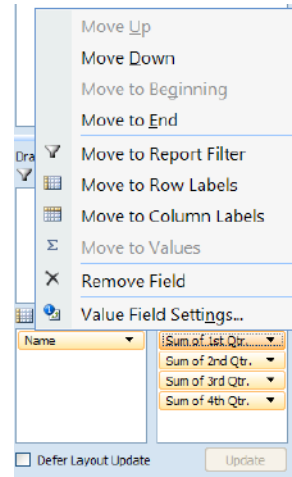 Move Up
Move Down
Move to Beginning
Move to End
Dra
Move to Report Filter
Move to Row Labels
Move to Column Labels
Σ Move to Values
Remove Field
Value Field Settings...
Name
Sum of 1st Qtr.
Sum of 2nd Qtr.
Sum of 3rd Qtr.
Sum of 4th Qtr.
Defer Layout Update
Update